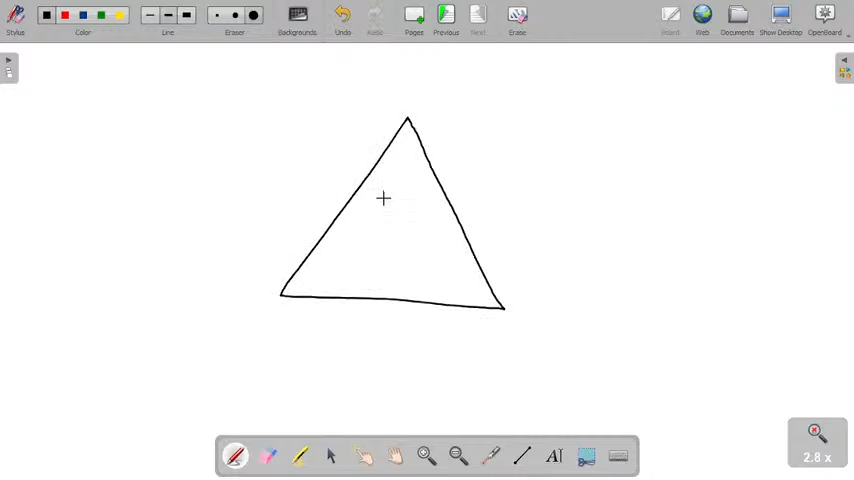 Stylus Color Line Eraser Backgrounds Undo Redo Pages Previous Next Erase Board Web Documents Show Desktop OpenBoard
AI
2.8 x